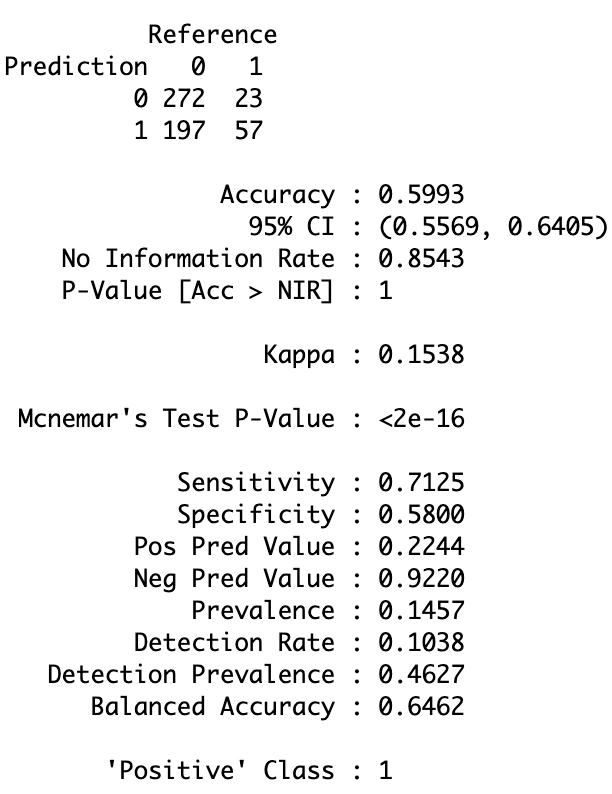 Reference
Prediction 0 1
0 272 23
1 197 57
Accuracy : 0.5993
95% CI : (0.5569, 0.6405)
No Information Rate : 0.8543
P-Value [Acc > NIR] : 1
Kappa : 0.1538
Mcnemar's Test P-Value : <2e-16
Sensitivity : 0.7125
Specificity : 0.5800
Pos Pred Value : 0.2244
Neg Pred Value : 0.9220
Prevalence : 0.1457
Detection Rate : 0.1038
Detection Prevalence : 0.4627
Balanced Accuracy : 0.6462
'Positive' Class : 1